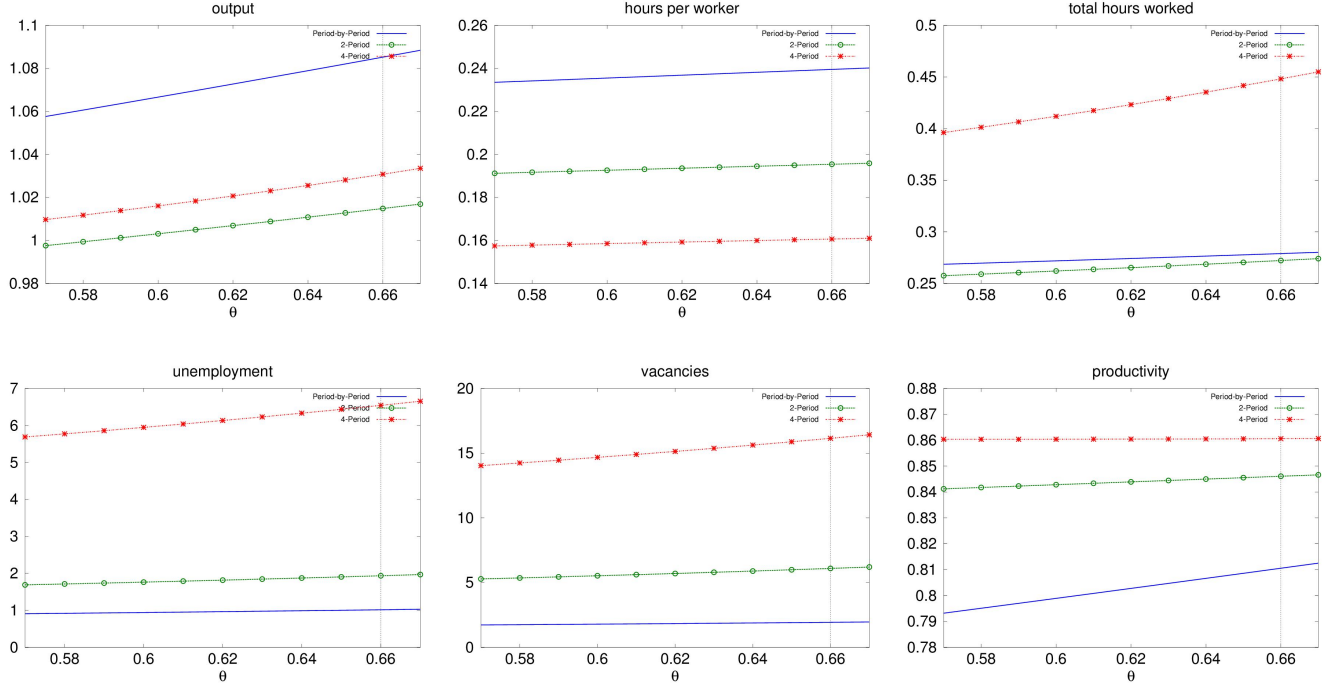 output
1.1
1.08
1.06
1.04
1.02
1
0.98
0.58 0.6 0.62 0.64 0.66
θ
Period-by-Period
2-Period
4-Period
hours per worker
0.26
0.24
0.22
0.2
0.18
0.16
0.14
0.58 0.6 0.62 0.64 0.66
θ
Period-by-Period
2-Period
4-Period
total hours worked
0.5
0.45
0.4
0.35
0.3
0.25
0.58 0.6 0.62 0.64 0.66
θ
Period-by-Period
2-Period
4-Period
unemployment
7
6
5
4
3
2
1
0
0.58 0.6 0.62 0.64 0.66
θ
Period-by-Period
2-Period
4-Period
vacancies
20
15
10
5
0
0.58 0.6 0.62 0.64 0.66
θ
Period-by-Period
2-Period
4-Period
productivity
0.88
0.87
0.86
0.85
0.84
0.83
0.82
0.81
0.8
0.79
0.78
0.58 0.6 0.62 0.64 0.66
θ
Period-by-Period
2-Period
4-Period